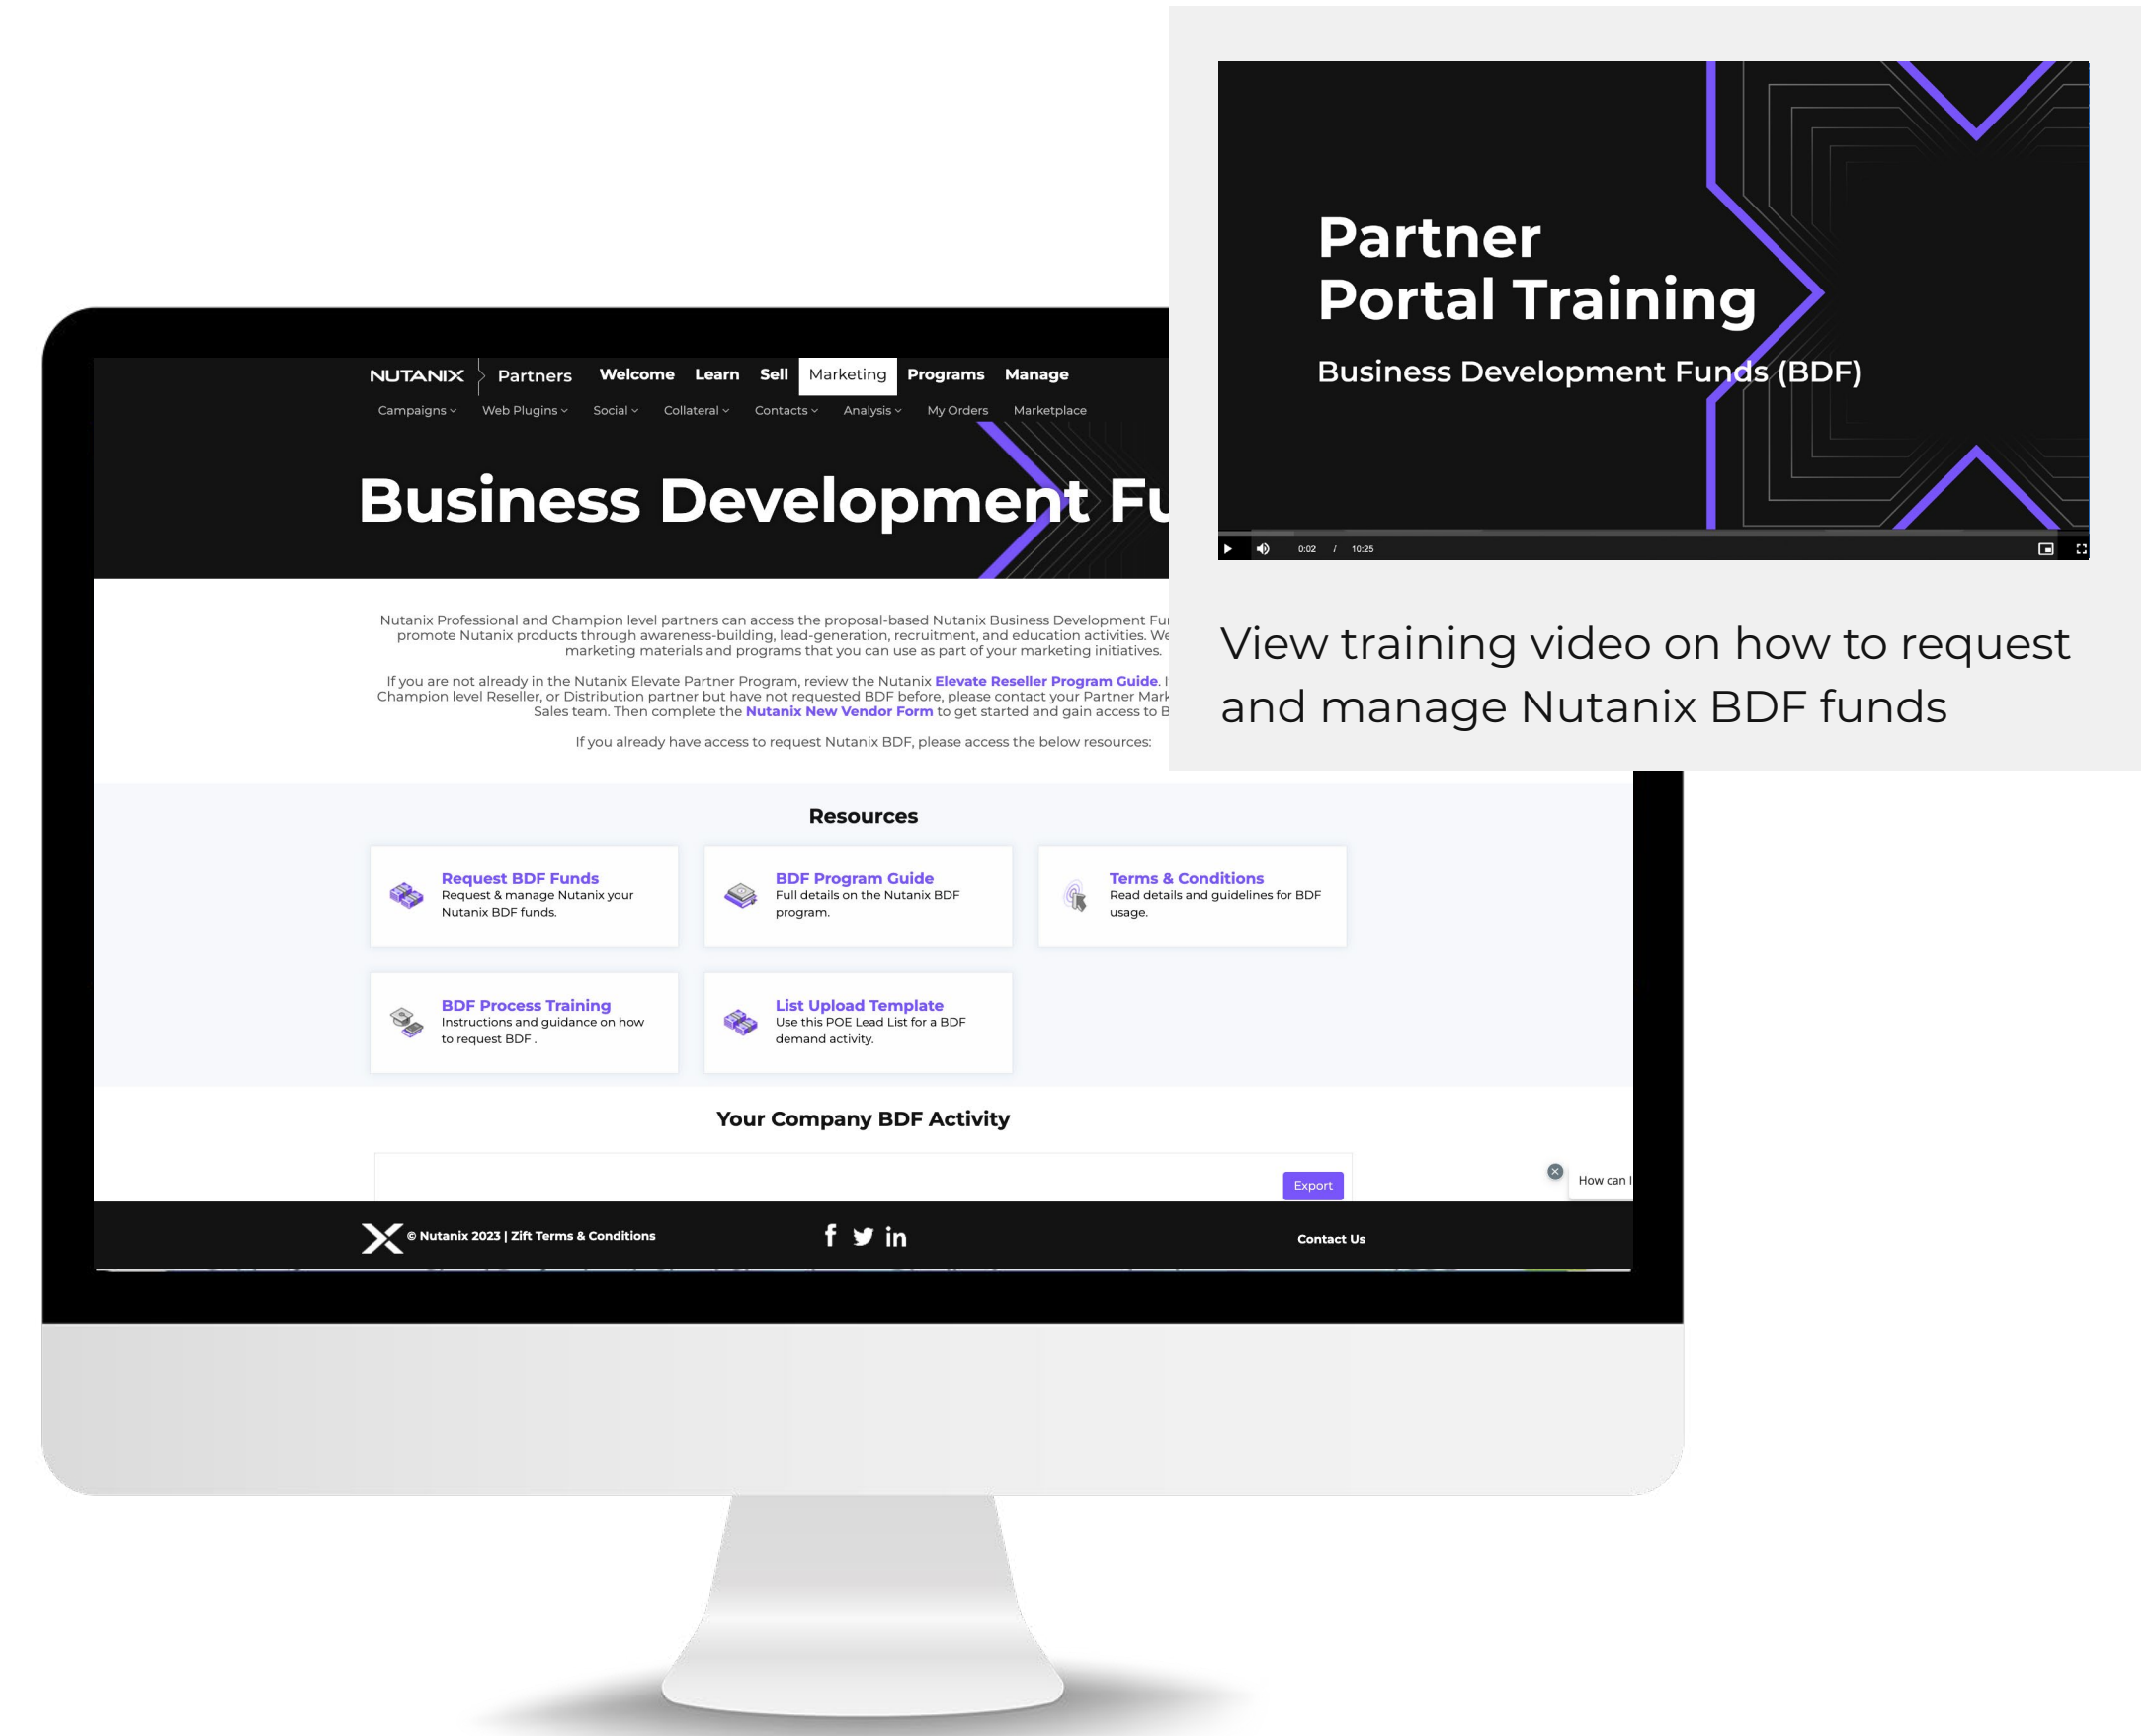 NUTANIX Partners Welcome Learn Sell Marketing Programs Manage
Campaigns Web Plugins Social Collateral Contacts Analysis My Orders Marketplace
Business Development Fu
Nutanix Professional and Champion level partners can access the proposal-based Nutanix Business Development Fu
promote Nutanix products through awareness-building, lead-generation, recruitment, and education activities. We
marketing materials and programs that you can use as part of your marketing initiatives.
If you are not already in the Nutanix Elevate Partner Program, review the Nutanix Elevate Reseller Program Guide. I
Champion level Reseller, or Distribution partner but have not requested BDF before, please contact your Partner Mark
Sales team. Then complete the Nutanix New Vendor Form to get started and gain access to B
If you already have access to request Nutanix BDF, please access the below resources:
Resources
Request BDF Funds
Request & manage Nutanix your
Nutanix BDF funds.
BDF Program Guide
Full details on the Nutanix BDF
program.
Terms & Conditions
Read details and guidelines for BDF
usage.
BDF Process Training
Instructions and guidance on how
to request BDF .
List Upload Template
Use this POE Lead List for a BDF
demand activity.
Your Company BDF Activity
Export
How can I
© Nutanix 2023 | Zift Terms & Conditions
Contact Us
Partner
Portal Training
Business Development Funds (BDF)
0:02 / 10:25
View training video on how to request
and manage Nutanix BDF funds